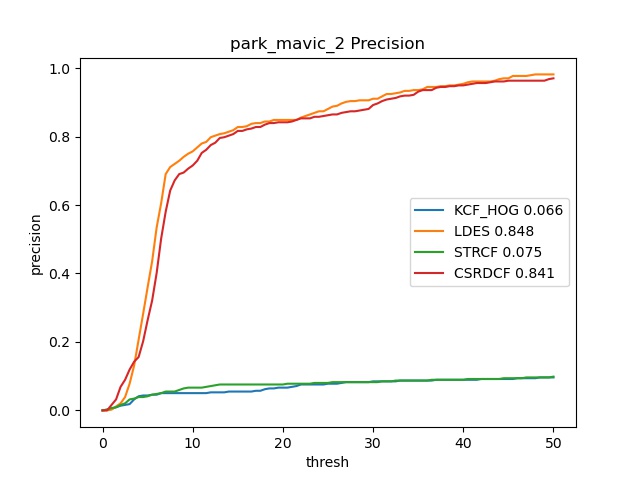 park_mavic_2 Precision
1.0
0.8
0.6
0.4
0.2
0.0
precision
KCF_HOG 0.066
LDES 0.848
STRCF 0.075
CSRDCF 0.841
0 10 20 30 40 50
thresh